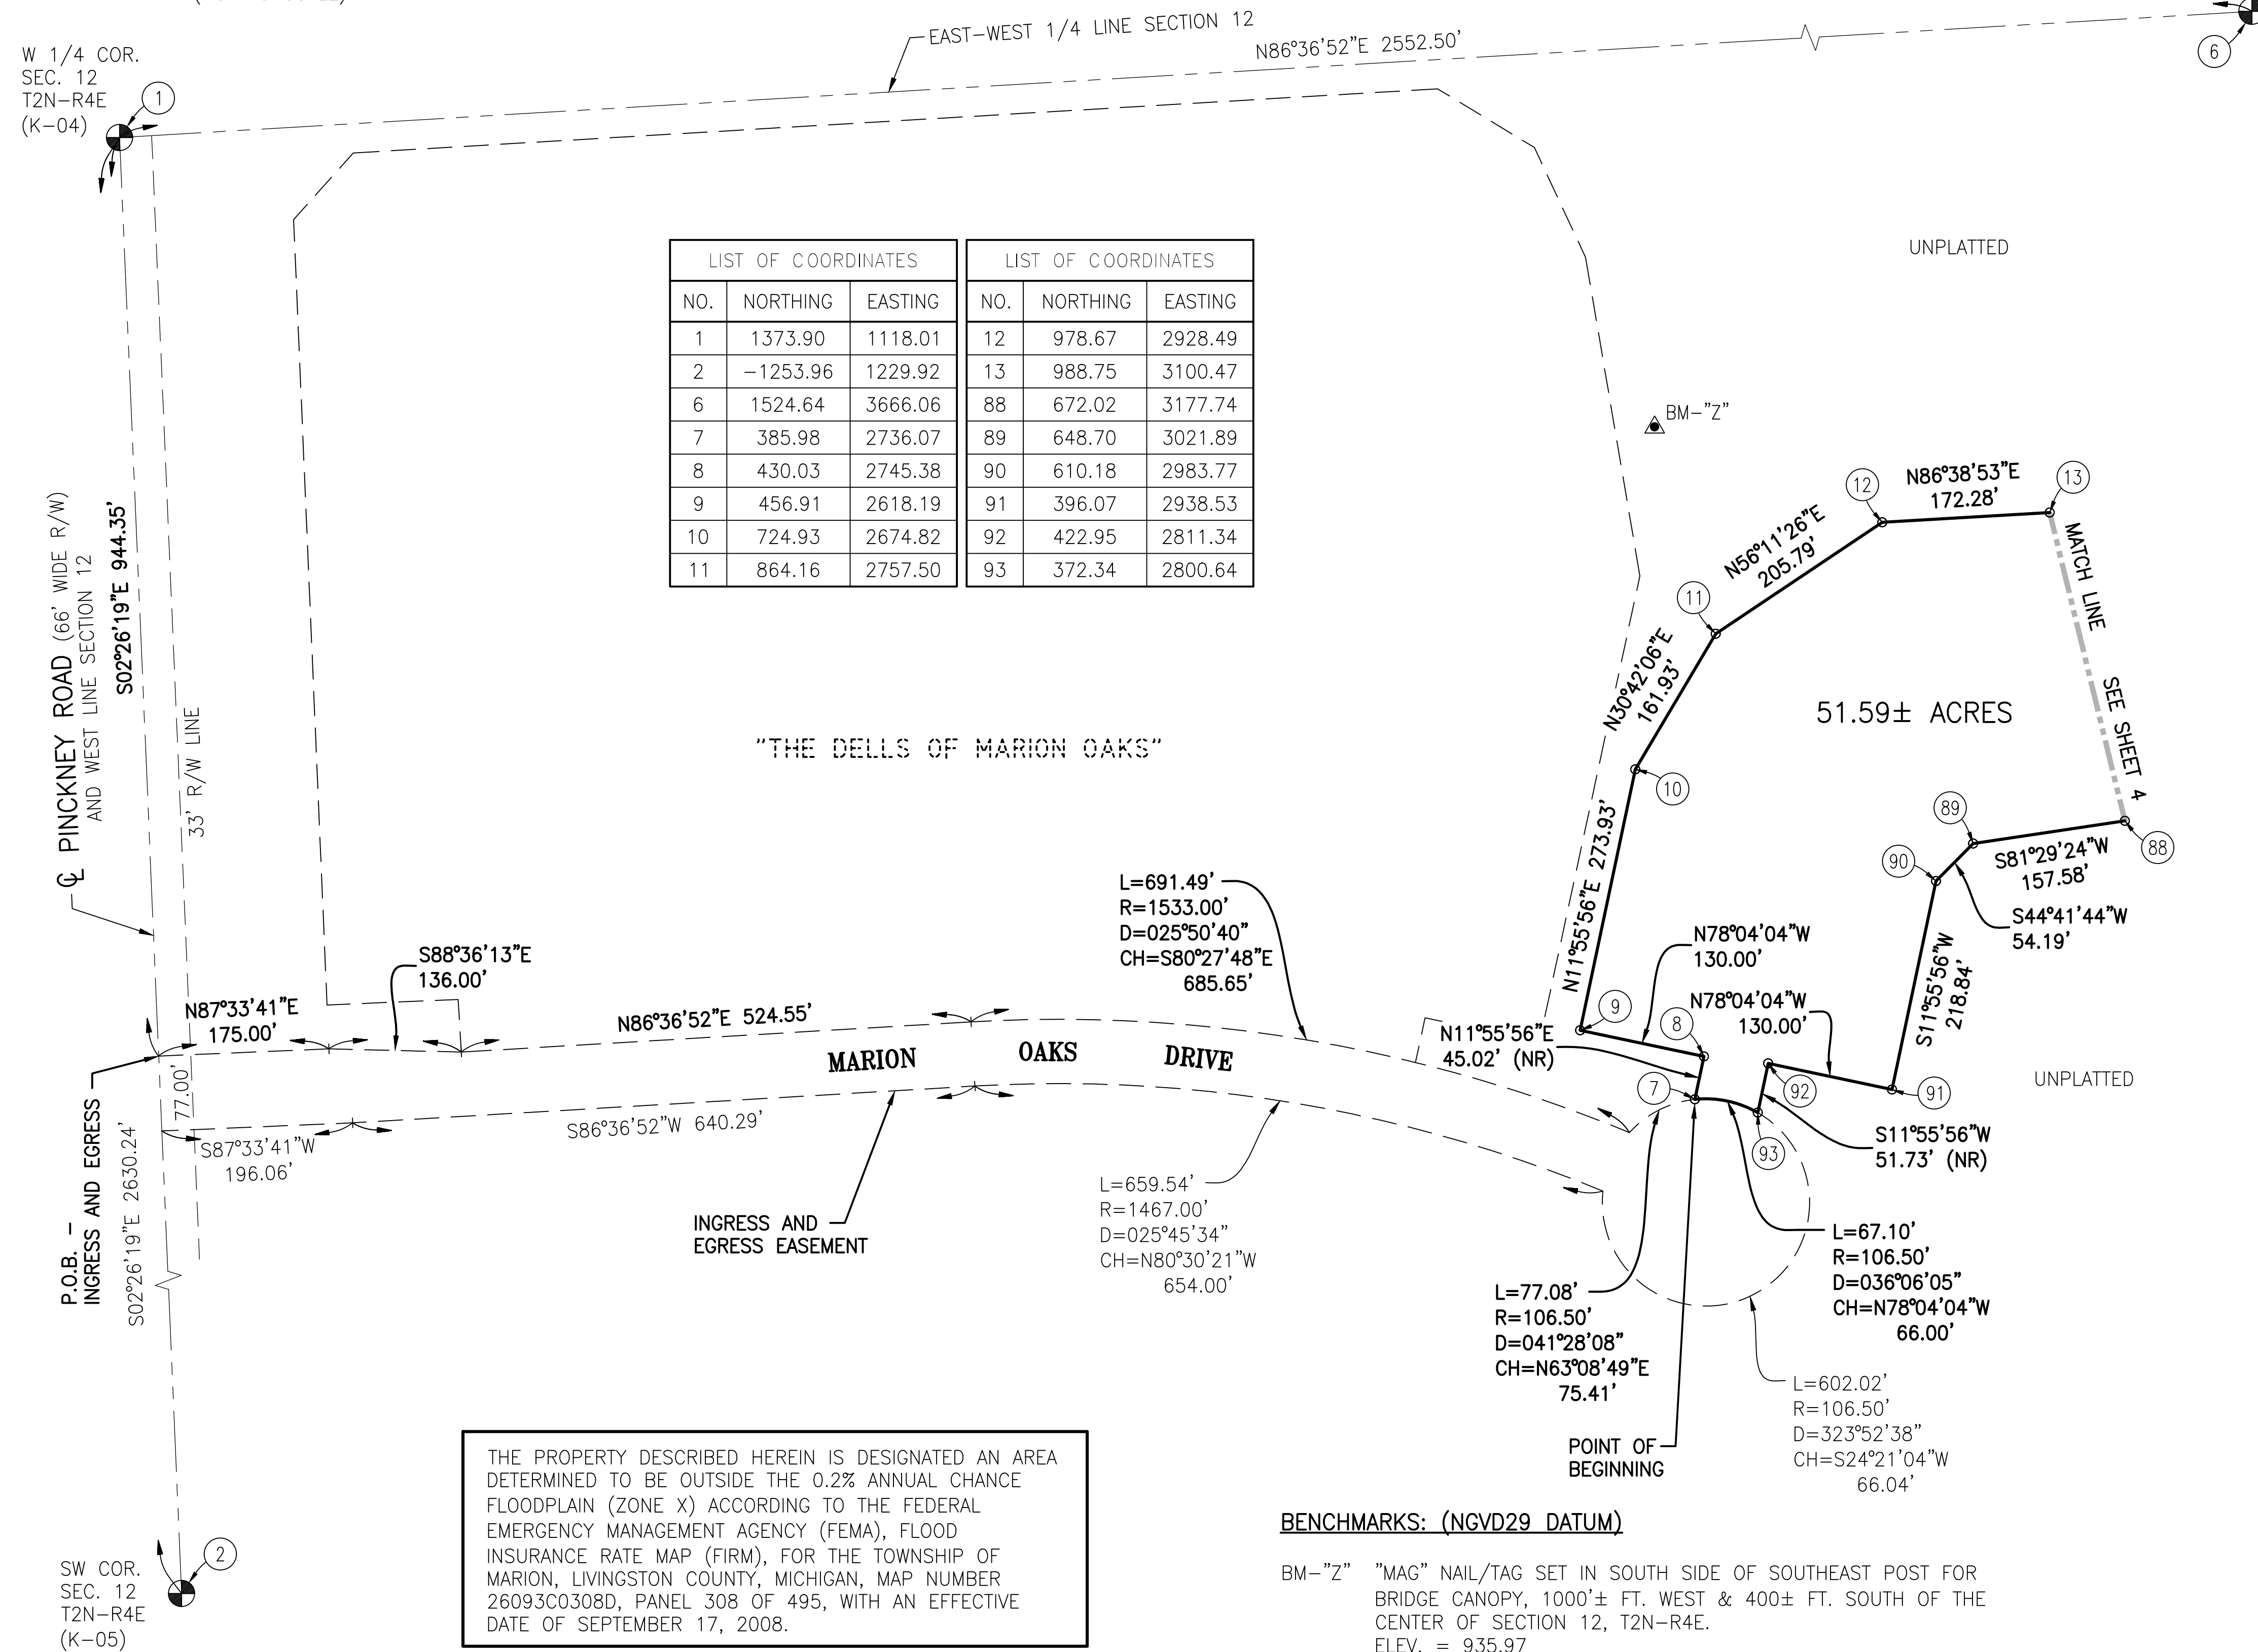 EAST-WEST 1/4 LINE SECTION 12
N86°36'52"E 2552.50'
6
W 1/4 COR.
SEC. 12
T2N-R4E
(K-04)
1
UNPLATTED
LIST OF COORDINATES
NO. NORTHING EASTING
1 1373.90 1118.01
2 -1253.96 1229.92
6 1524.64 3666.06
7 385.98 2736.07
8 430.03 2745.38
9 456.91 2618.19
10 724.93 2674.82
11 864.16 2757.50
LIST OF COORDINATES
NO. NORTHING EASTING
12 978.67 2928.49
13 988.75 3100.47
88 672.02 3177.74
89 648.70 3021.89
90 610.18 2983.77
91 396.07 2938.53
92 422.95 2811.34
93 372.34 2800.64
BM-"Z"
℄ PINCKNEY ROAD (66' WIDE R/W)
AND WEST LINE SECTION 12
S02°26'19"E 944.35'
33' R/W LINE
12
N86°38'53"E
172.28'
13
N56°11'26"E
205.79'
11
MATCH LINE SEE SHEET 4
N30°42'06"E
161.93'
51.59± ACRES
"THE DELLS OF MARION OAKS"
10
N11°55'56"E 273.93'
89
90
88
S81°29'24"W
157.58'
S44°41'44"W
54.19'
S11°55'56"W
218.84'
L=691.49'
R=1533.00'
D=025°50'40"
CH=S80°27'48"E
685.65'
N78°04'04"W
130.00'
N78°04'04"W
130.00'
S88°36'13"E
136.00'
N87°33'41"E
175.00'
N86°36'52"E 524.55'
MARION OAKS DRIVE
9
8
N11°55'56"E
45.02' (NR)
7
92
91
93
UNPLATTED
S11°55'56"W
51.73' (NR)
77.00'
S87°33'41"W
196.06'
S86°36'52"W 640.29'
P.O.B. -
INGRESS AND EGRESS
S02°26'19"E 2630.24'
INGRESS AND
EGRESS EASEMENT
L=659.54'
R=1467.00'
D=025°45'34"
CH=N80°30'21"W
654.00'
L=77.08'
R=106.50'
D=041°28'08"
CH=N63°08'49"E
75.41'
L=67.10'
R=106.50'
D=036°06'05"
CH=N78°04'04"W
66.00'
L=602.02'
R=106.50'
D=323°52'38"
CH=S24°21'04"W
66.04'
POINT OF
BEGINNING
THE PROPERTY DESCRIBED HEREIN IS DESIGNATED AN AREA
DETERMINED TO BE OUTSIDE THE 0.2% ANNUAL CHANCE
FLOODPLAIN (ZONE X) ACCORDING TO THE FEDERAL
EMERGENCY MANAGEMENT AGENCY (FEMA), FLOOD
INSURANCE RATE MAP (FIRM), FOR THE TOWNSHIP OF
MARION, LIVINGSTON COUNTY, MICHIGAN, MAP NUMBER
26093C0308D, PANEL 308 OF 495, WITH AN EFFECTIVE
DATE OF SEPTEMBER 17, 2008.
SW COR.
SEC. 12
T2N-R4E
(K-05)
2
BENCHMARKS: (NGVD29 DATUM)
BM-"Z" "MAG" NAIL/TAG SET IN SOUTH SIDE OF SOUTHEAST POST FOR
BRIDGE CANOPY, 1000'± FT. WEST & 400± FT. SOUTH OF THE
CENTER OF SECTION 12, T2N-R4E.
ELEV. = 935.97